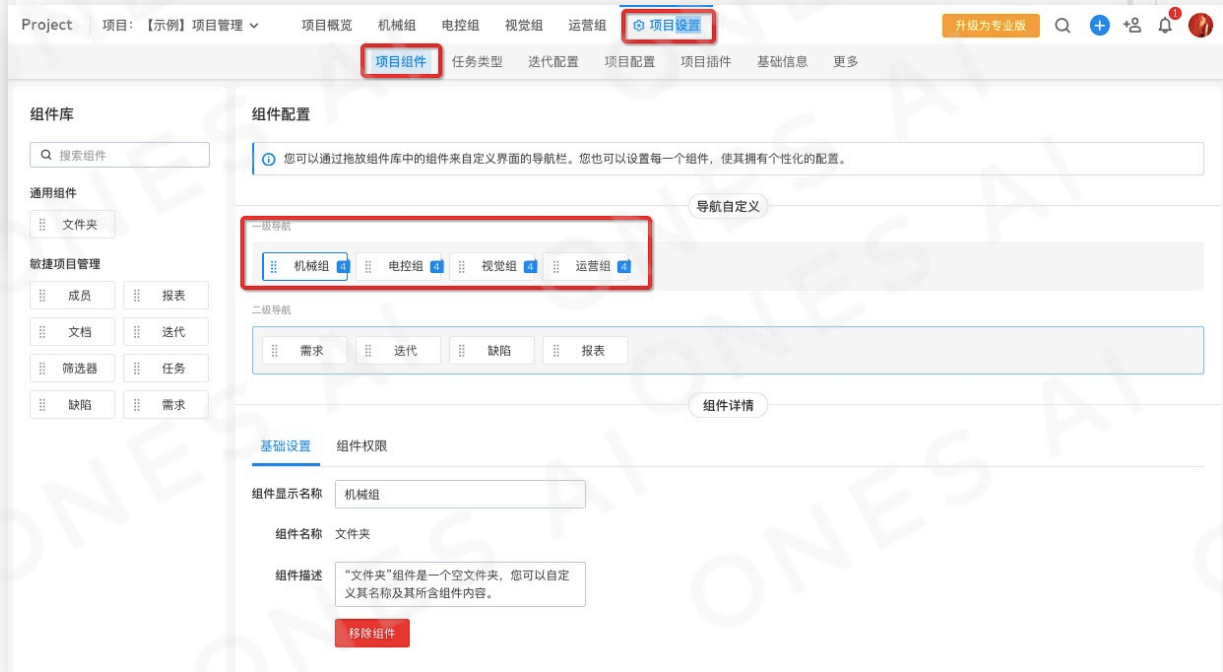 Project 项目：【示例】项目管理 项目概览 机械组 电控组 视觉组 运营组 项目设置 升级为专业版 1
项目组件 任务类型 迭代配置 项目配置 项目插件 基础信息 更多
组件库
搜索组件
通用组件
文件夹
敏捷项目管理
成员 报表
文档 迭代
筛选器 任务
缺陷 需求
组件配置
您可以通过拖放组件库中的组件来自定义界面的导航栏。您也可以设置每一个组件，使其拥有个性化的配置。
导航自定义
一级导航
机械组 4 电控组 4 视觉组 4 运营组 4
二级导航
需求 迭代 缺陷 报表
组件详情
基础设置 组件权限
组件显示名称 机械组
组件名称 文件夹
组件描述 “文件夹”组件是一个空文件夹，您可以自定
义其名称及其所含组件内容。
移除组件
ONES AI